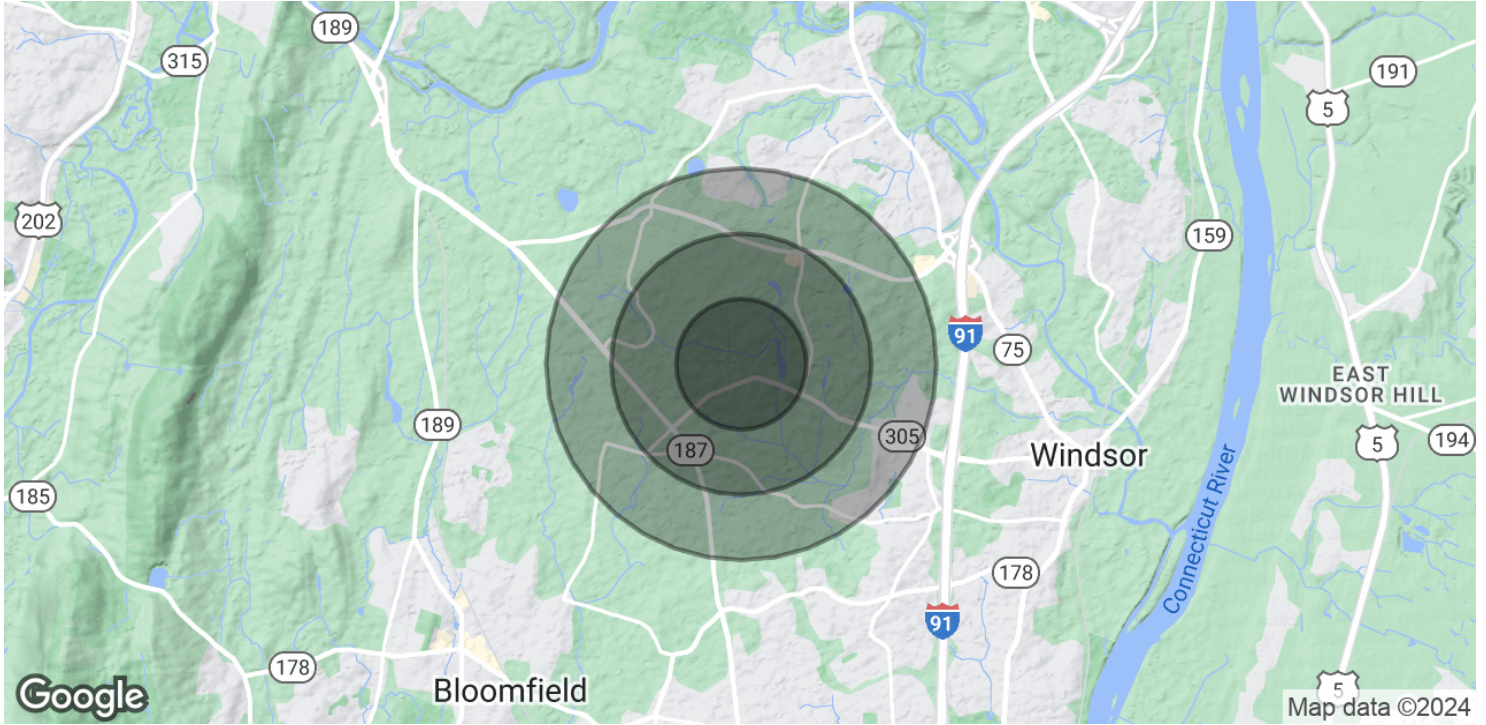 189
315
191
5
202
159
91
75
EAST
WINDSOR HILL
189
187
305
Windsor
5
194
185
Connecticut River
178
91
178
Bloomfield
5
Google
Map data ©2024